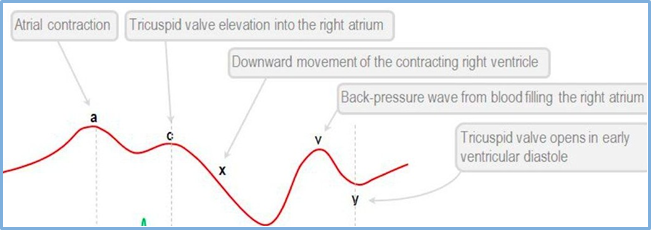 Atrial contraction
Tricuspid valve elevation into the right atrium
Downward movement of the contracting right ventricle
Back-pressure wave from blood filling the right atrium
Tricuspid valve opens in early
ventricular diastole
a
c
x
v
y